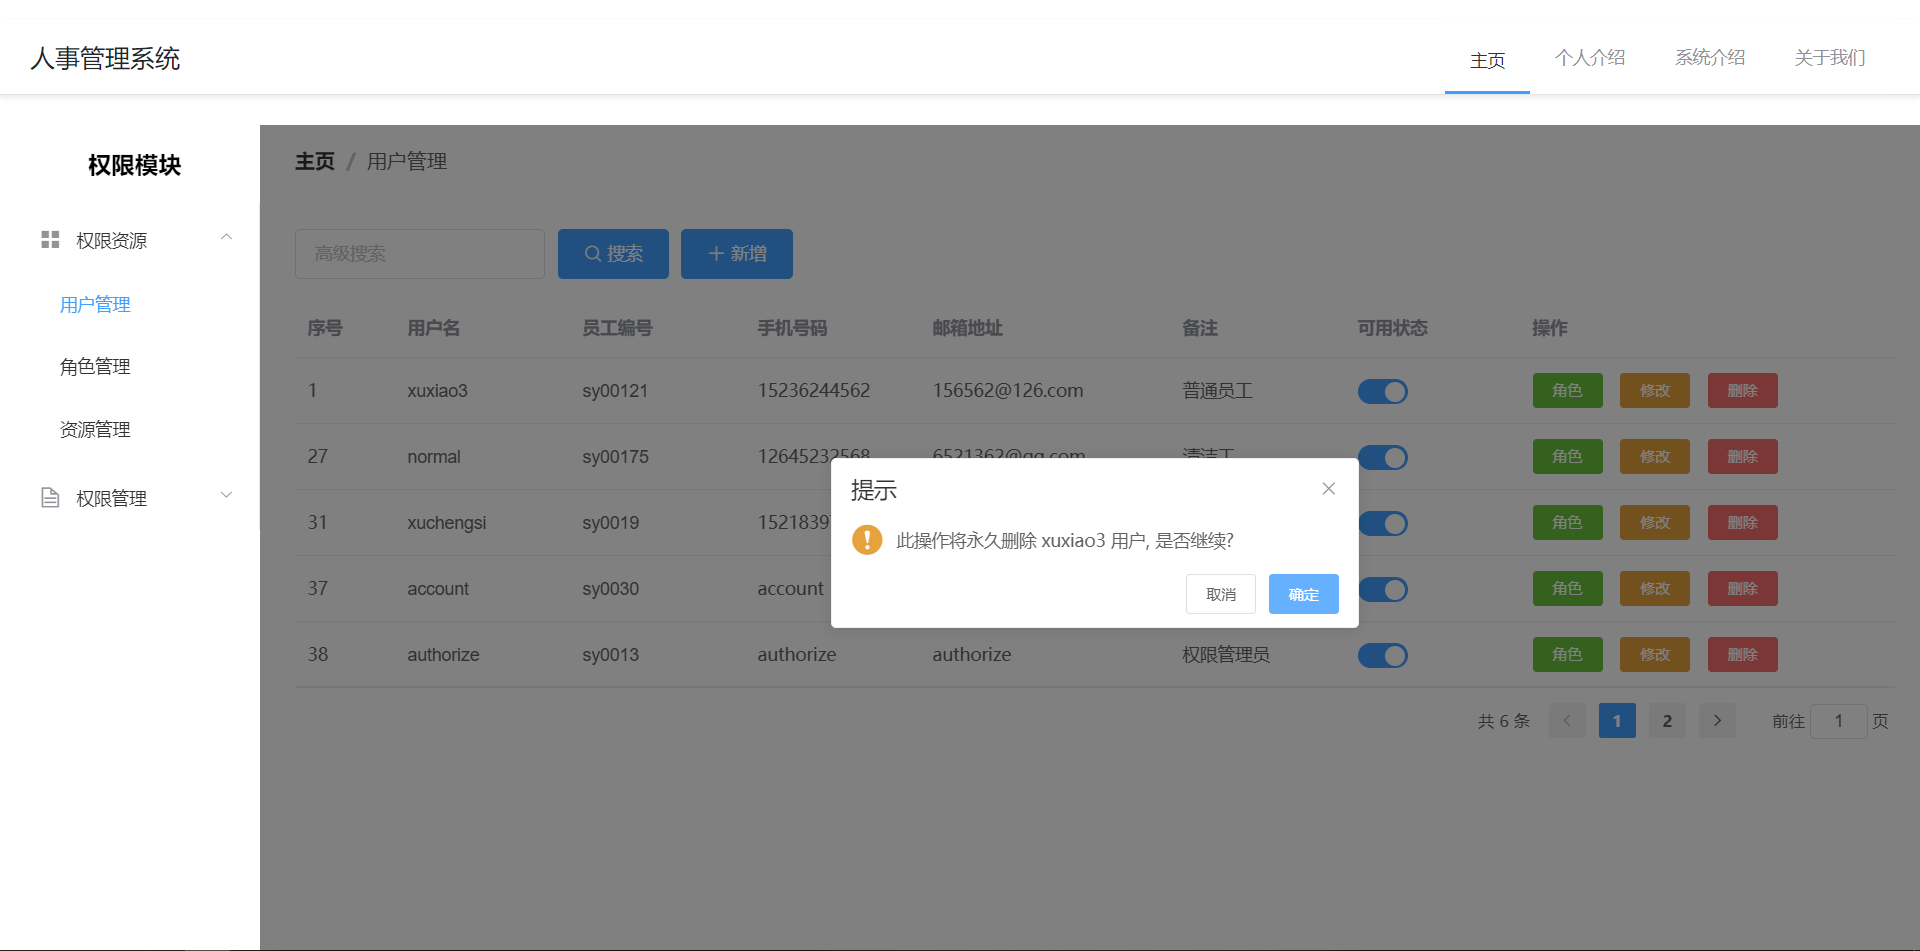 人事管理系统
主页 个人介绍 系统介绍 关于我们
权限模块
权限资源
用户管理
角色管理
资源管理
权限管理
主页 / 用户管理
高级搜索 搜索 新增
序号 用户名 员工编号 手机号码 邮箱地址 备注 可用状态 操作
1 xuxiao3 sy00121 15236244562 156562@126.com 普通员工 角色 修改 删除
27 normal sy00175 12645232568 6521362@qq.com 清洁工 角色 修改 删除
31 xuchengsi sy0019 1521839 角色 修改 删除
37 account sy0030 account 角色 修改 删除
38 authorize sy0013 authorize authorize 权限管理员 角色 修改 删除
共 6 条 1 2 前往 1 页
提示
此操作将永久删除 xuxiao3 用户, 是否继续?
取消 确定